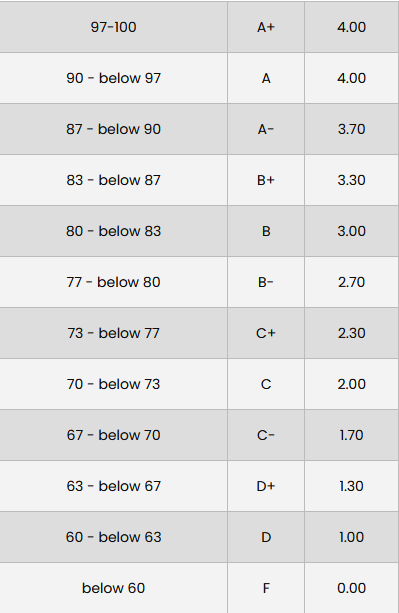 97-100 A+ 4.00
90 - below 97 A 4.00
87 - below 90 A- 3.70
83 - below 87 B+ 3.30
80 - below 83 B 3.00
77 - below 80 B- 2.70
73 - below 77 C+ 2.30
70 - below 73 C 2.00
67 - below 70 C- 1.70
63 - below 67 D+ 1.30
60 - below 63 D 1.00
below 60 F 0.00